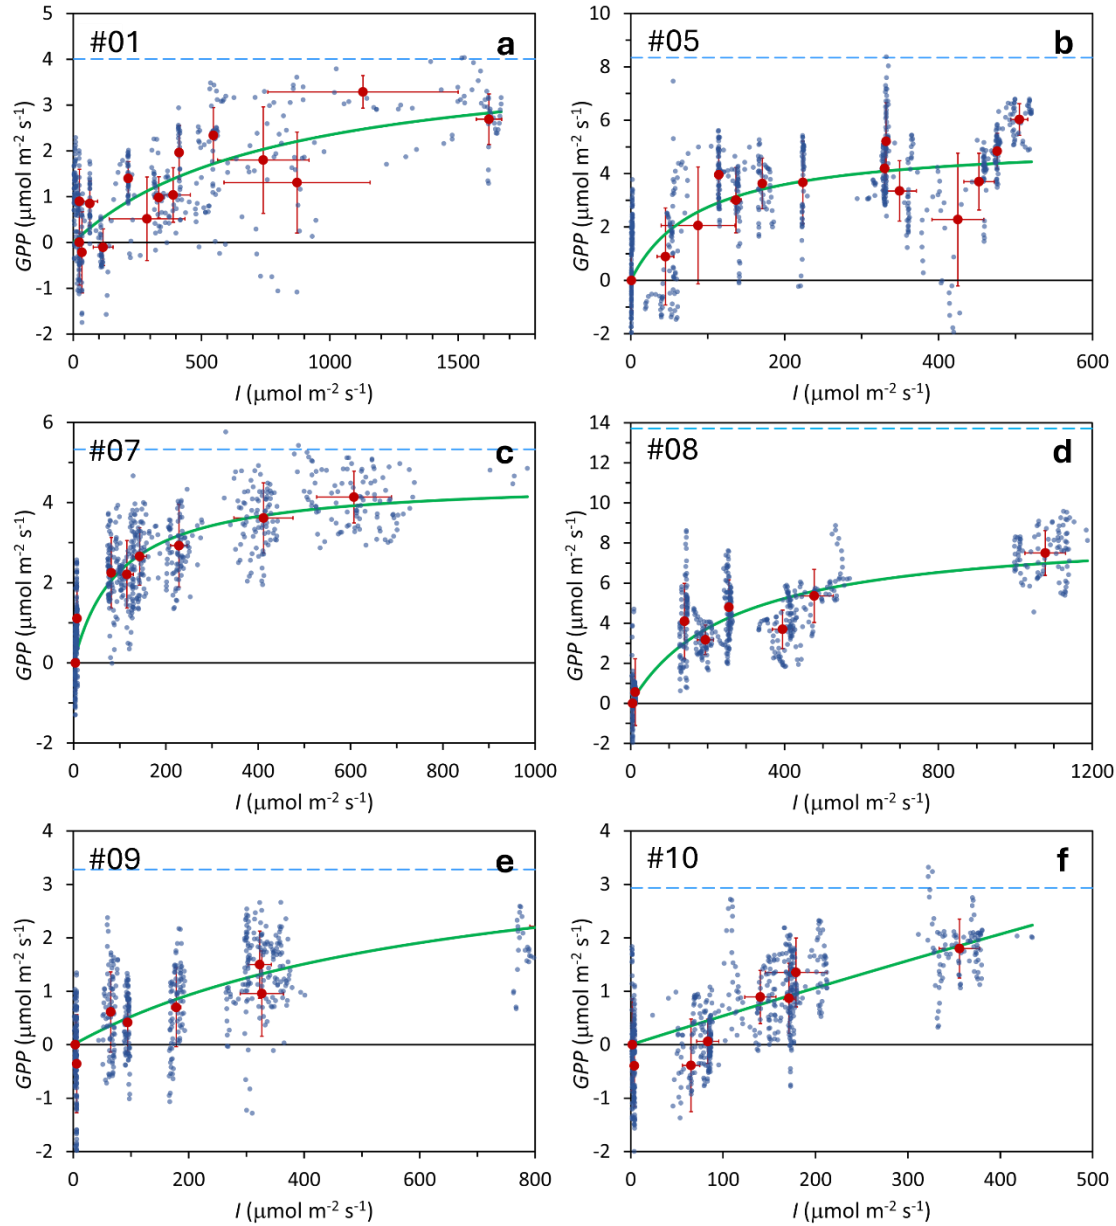 #01 a
5
4
3
2
1
0
-1
-2
GPP (μmol m-2 s-1)
0 500 1000 1500
I (μmol m-2 s-1)
#05 b
10
8
6
4
2
0
-2
GPP (μmol m-2 s-1)
0 200 400 600
I (μmol m-2 s-1)
#07 c
6
4
2
0
-2
GPP (μmol m-2 s-1)
0 200 400 600 800 1000
I (μmol m-2 s-1)
#08 d
14
12
10
8
6
4
2
0
-2
GPP (μmol m-2 s-1)
0 400 800 1200
I (μmol m-2 s-1)
#09 e
4
3
2
1
0
-1
-2
GPP (μmol m-2 s-1)
0 200 400 600 800
I (μmol m-2 s-1)
#10 f
4
3
2
1
0
-1
-2
GPP (μmol m-2 s-1)
0 100 200 300 400 500
I (μmol m-2 s-1)